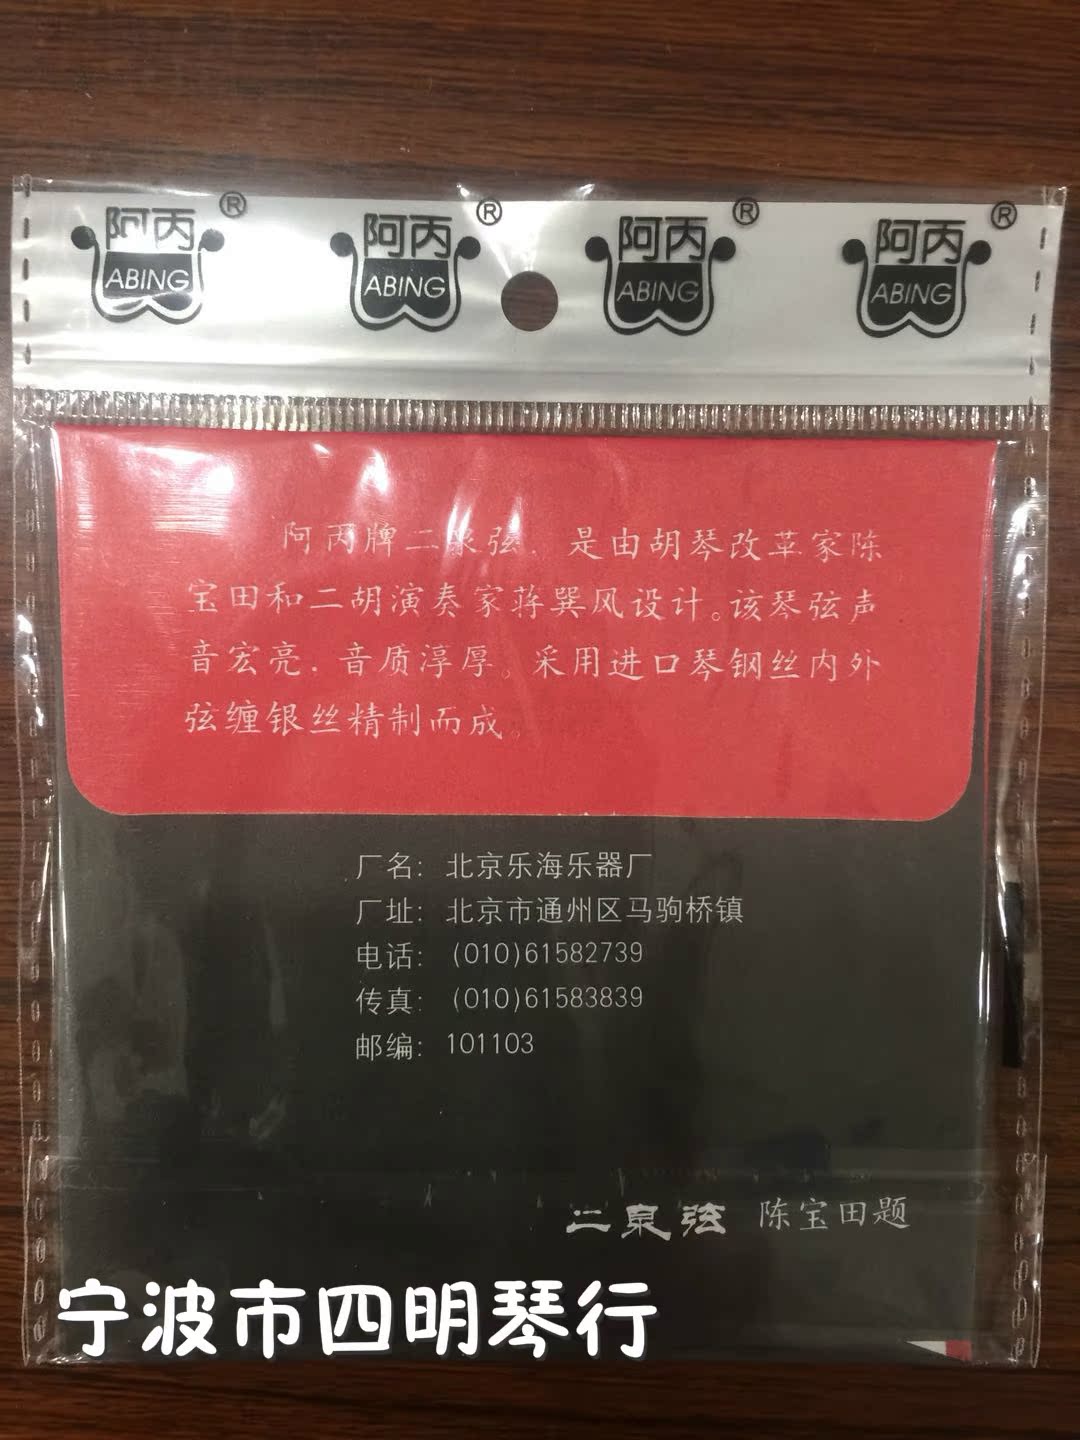 阿丙® 阿丙® 阿丙® 阿丙®
ABING ABING ABING ABING
阿丙牌二泉弦，是由胡琴改革家陈
宝田和二胡演奏家蒋巽风设计。该琴弦声
音宏亮，音质淳厚。采用进口琴钢丝内外
弦缠银丝精制而成。
厂名：北京乐海乐器厂
厂址：北京市通州区马驹桥镇
电话：(010)61582739
传真：(010)61583839
邮编：101103
二泉弦 陈宝田题
宁波市四明琴行